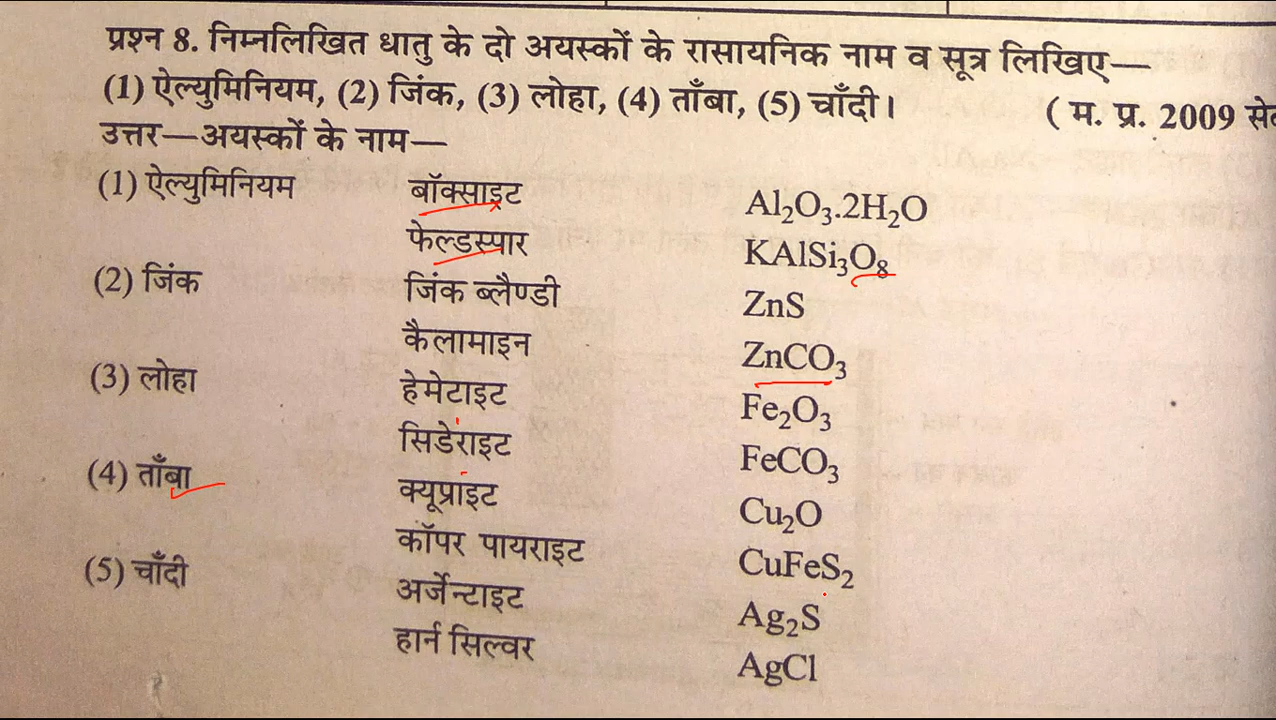 प्रश्न 8. निम्नलिखित धातु के दो अयस्कों के रासायनिक नाम व सूत्र लिखिए—
(1) ऐल्युमिनियम, (2) जिंक, (3) लोहा, (4) ताँबा, (5) चाँदी।
( म. प्र. 2009
उत्तर—अयस्कों के नाम—
(1) ऐल्युमिनियम बॉक्साइट Al₂O₃.2H₂O
फेल्डस्पार KAlSi₃O₈
(2) जिंक जिंक ब्लैण्डी ZnS
कैलामाइन ZnCO₃
(3) लोहा हेमेटाइट Fe₂O₃
सिडेराइट FeCO₃
(4) ताँबा क्यूप्राइट Cu₂O
कॉपर पायराइट CuFeS₂
(5) चाँदी अर्जेन्टाइट Ag₂S
हार्न सिल्वर AgCl